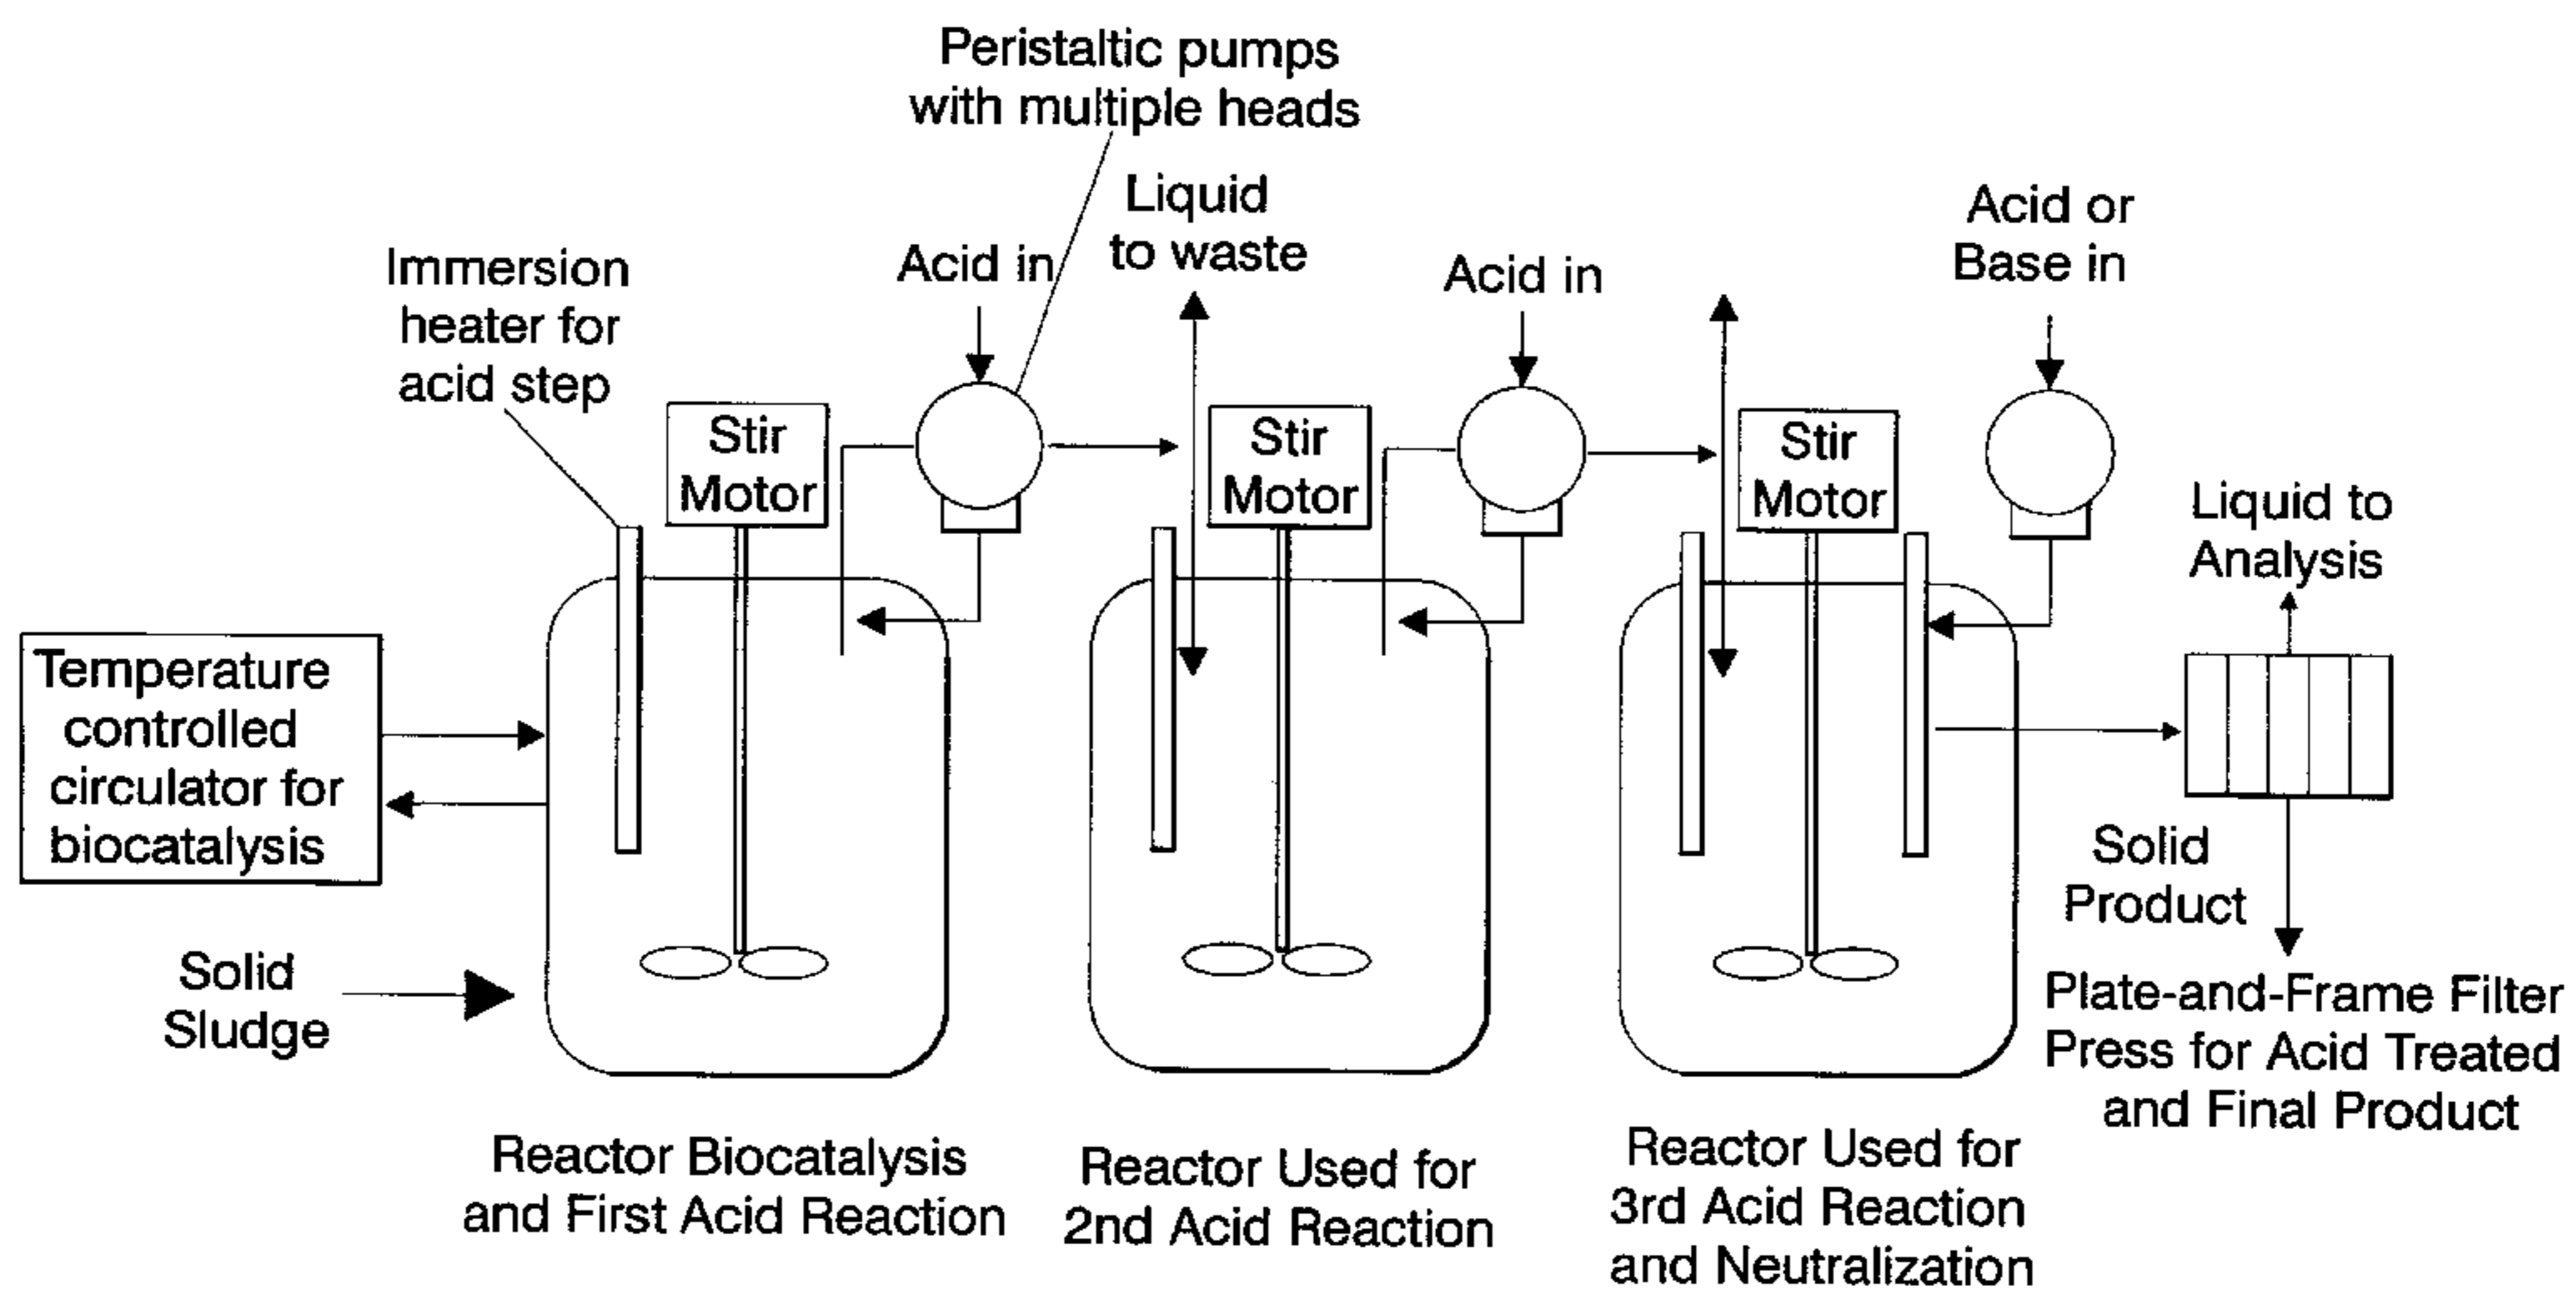 Peristaltic pumps
with multiple heads
Liquid
to waste
Acid in
Immersion
heater for
acid step
Acid in
Acid or
Base in
Stir
Motor
Stir
Motor
Stir
Motor
Liquid to
Analysis
Temperature
controlled
circulator for
biocatalysis
Solid
Sludge
Solid
Product
Plate-and-Frame Filter
Press for Acid Treated
and Final Product
Reactor Biocatalysis
and First Acid Reaction
Reactor Used for
2nd Acid Reaction
Reactor Used for
3rd Acid Reaction
and Neutralization